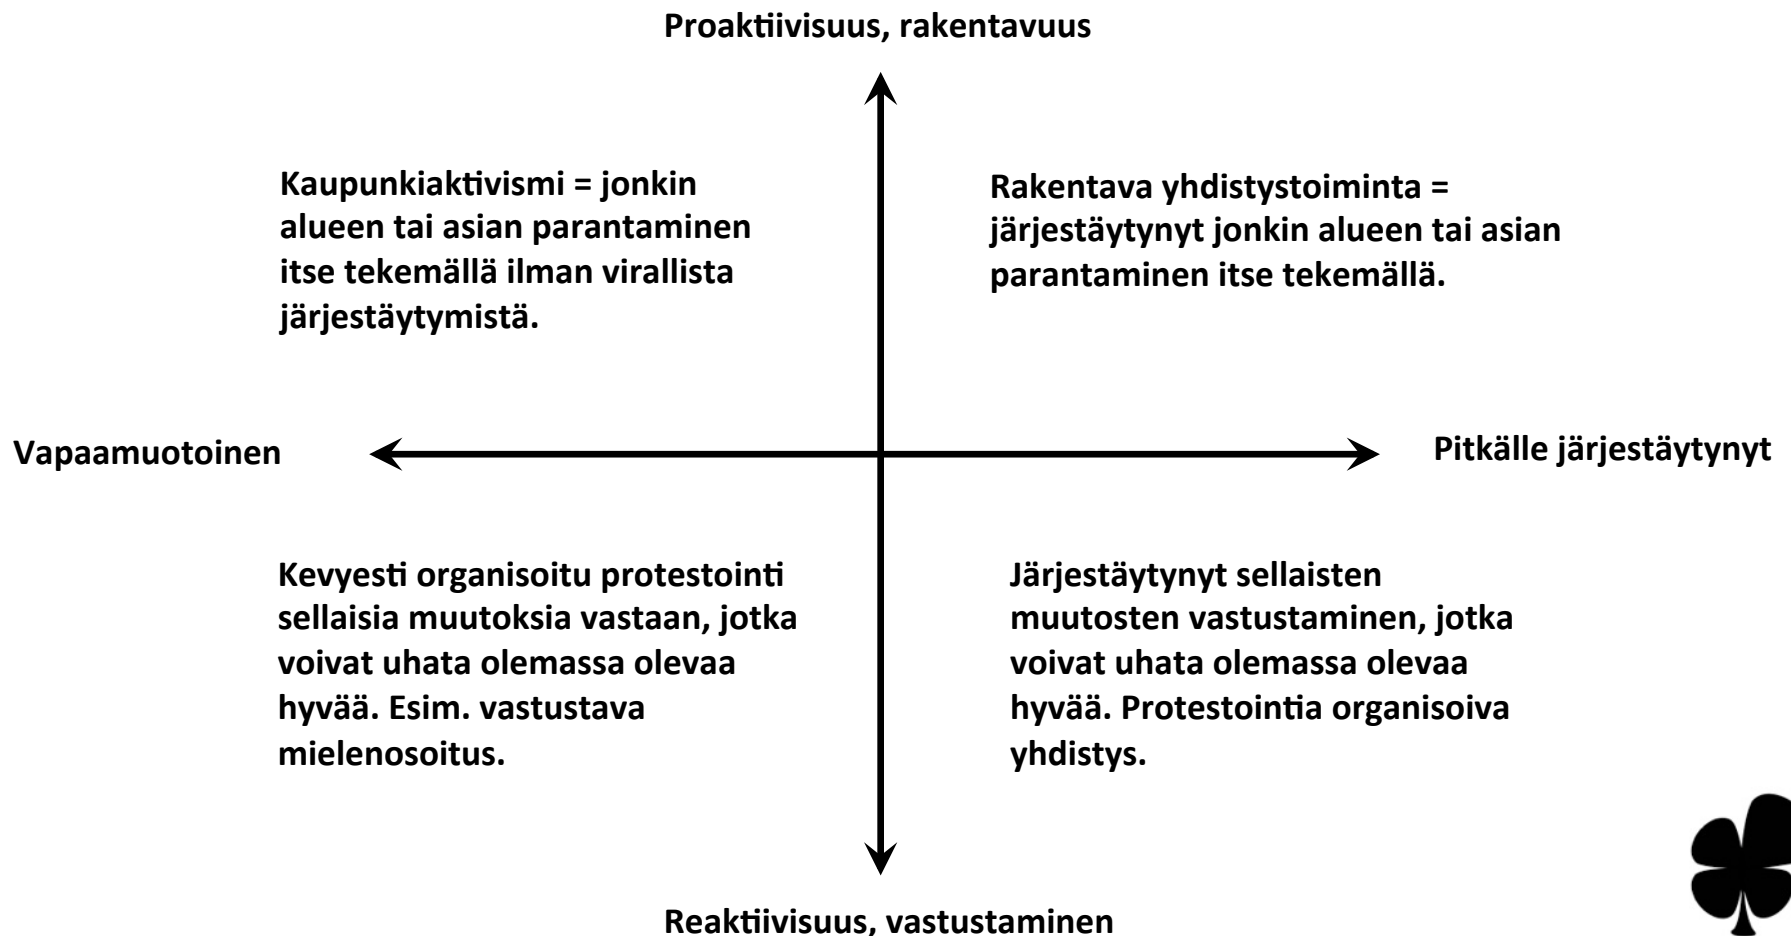 Proaktiivisuus, rakentavuus
Kaupunkiaktivismi = jonkin
alueen tai asian parantaminen
itse tekemällä ilman virallista
järjestäytymistä.
Rakentava yhdistystoiminta =
järjestäytynyt jonkin alueen tai asian
parantaminen itse tekemällä.
Vapaamuotoinen
Pitkälle järjestäytynyt
Kevyesti organisoitu protestointi
sellaisia muutoksia vastaan, jotka
voivat uhata olemassa olevaa
hyvää. Esim. vastustava
mielenosoitus.
Järjestäytynyt sellaisten
muutosten vastustaminen, jotka
voivat uhata olemassa olevaa
hyvää. Protestointia organisoiva
yhdistys.
Reaktiivisuus, vastustaminen